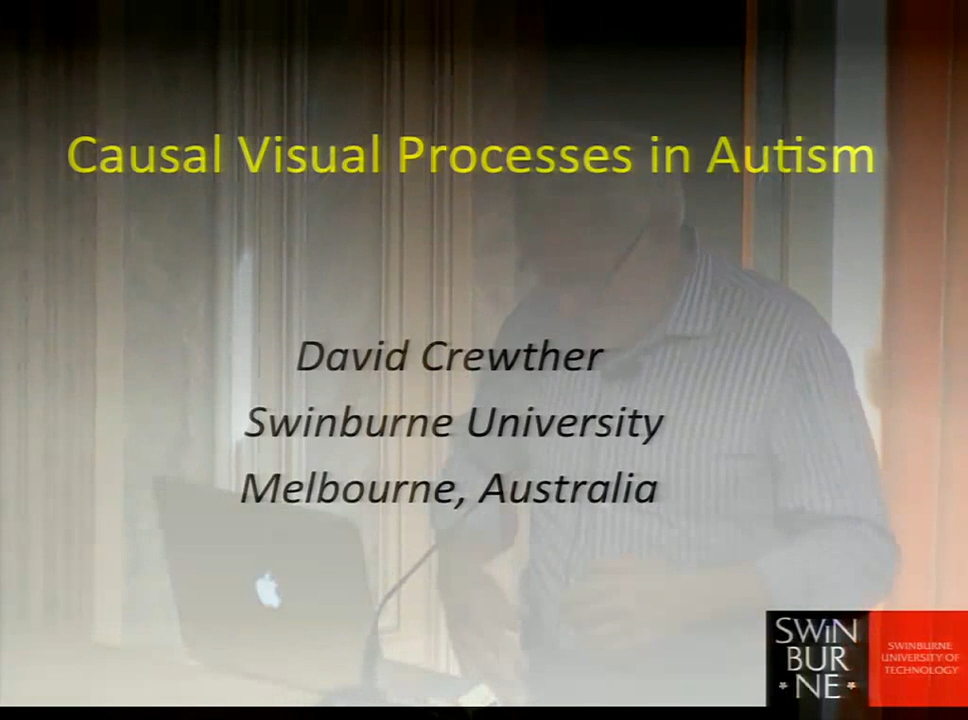 Causal Visual Processes in Autism
David Crewther
Swinburne University
Melbourne, Australia
SWiN
BUR
* NE *
SWINBURNE
UNIVERSITY OF
TECHNOLOGY